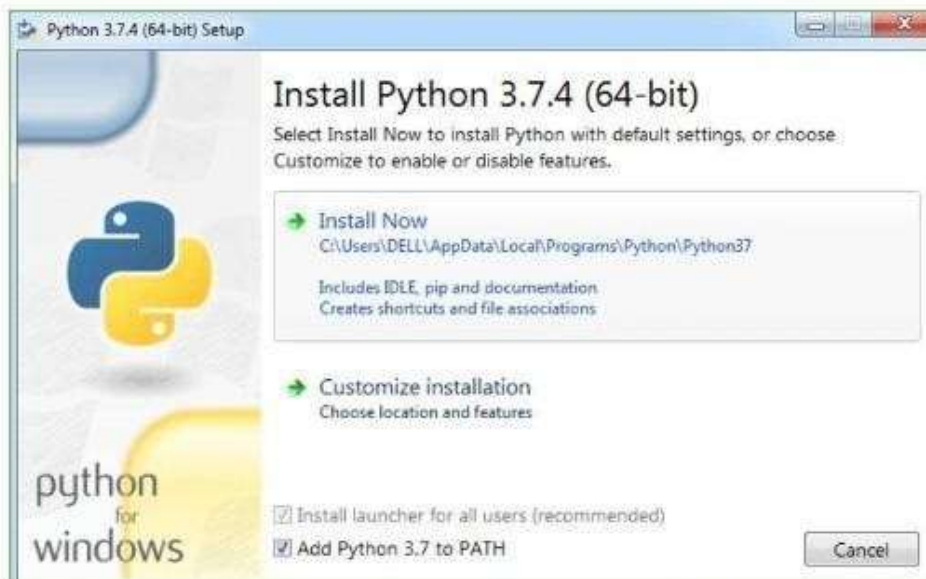 Python 3.7.4 (64-bit) Setup
Install Python 3.7.4 (64-bit)
Select Install Now to install Python with default settings, or choose
Customize to enable or disable features.
Install Now
C:\Users\DELL\AppData\Local\Programs\Python\Python37
Includes IDLE, pip and documentation
Creates shortcuts and file associations
Customize installation
Choose location and features
python
for
windows
Install launcher for all users (recommended)
Add Python 3.7 to PATH
Cancel